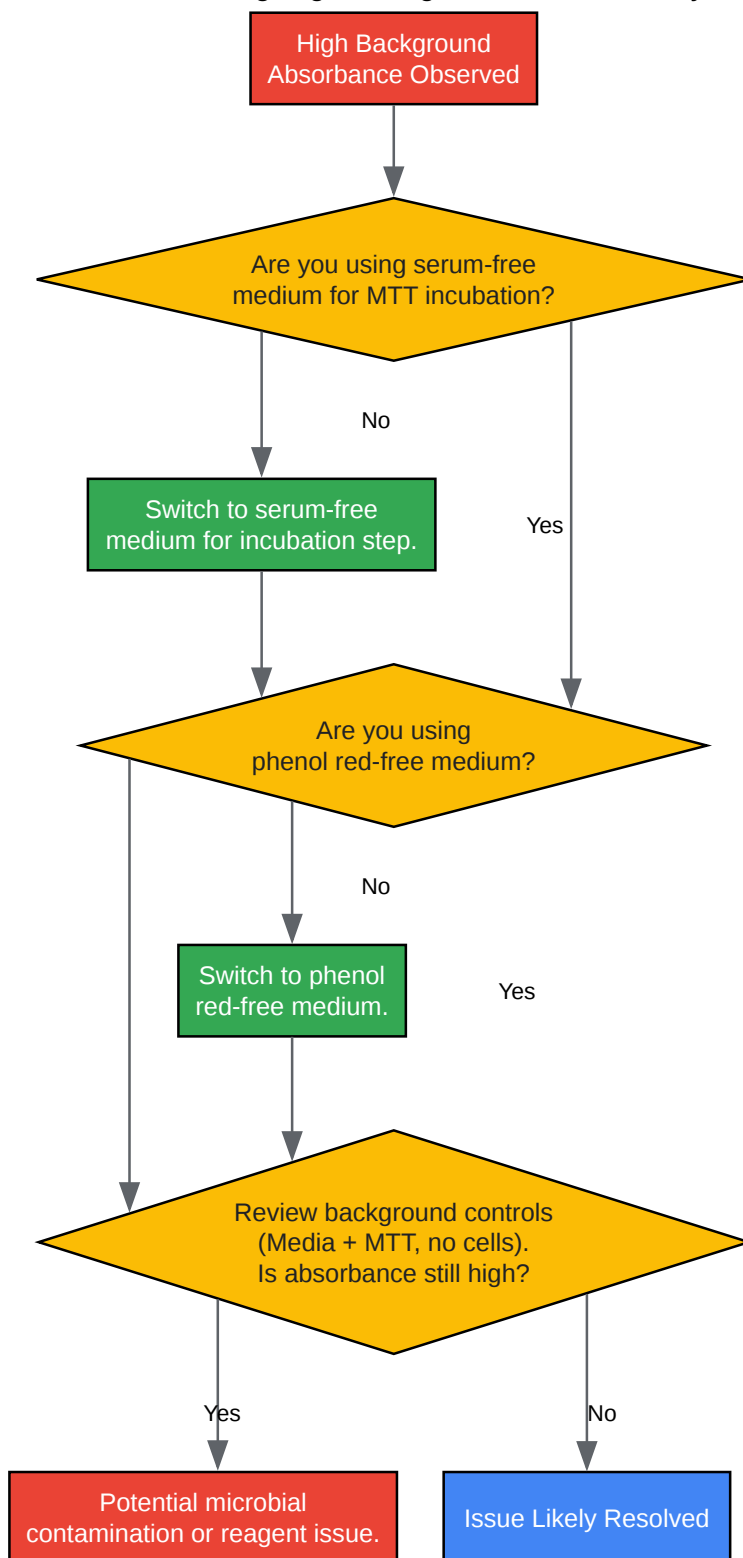 High Background
Absorbance Observed
Are you using serum-free
medium for MTT incubation?
No
Switch to serum-free
medium for incubation step.
Yes
Are you using
phenol red-free medium?
No
Switch to phenol
red-free medium.
Yes
Review background controls
(Media + MTT, no cells).
Is absorbance still high?
Yes
No
Potential microbial
contamination or reagent issue.
Issue Likely Resolved